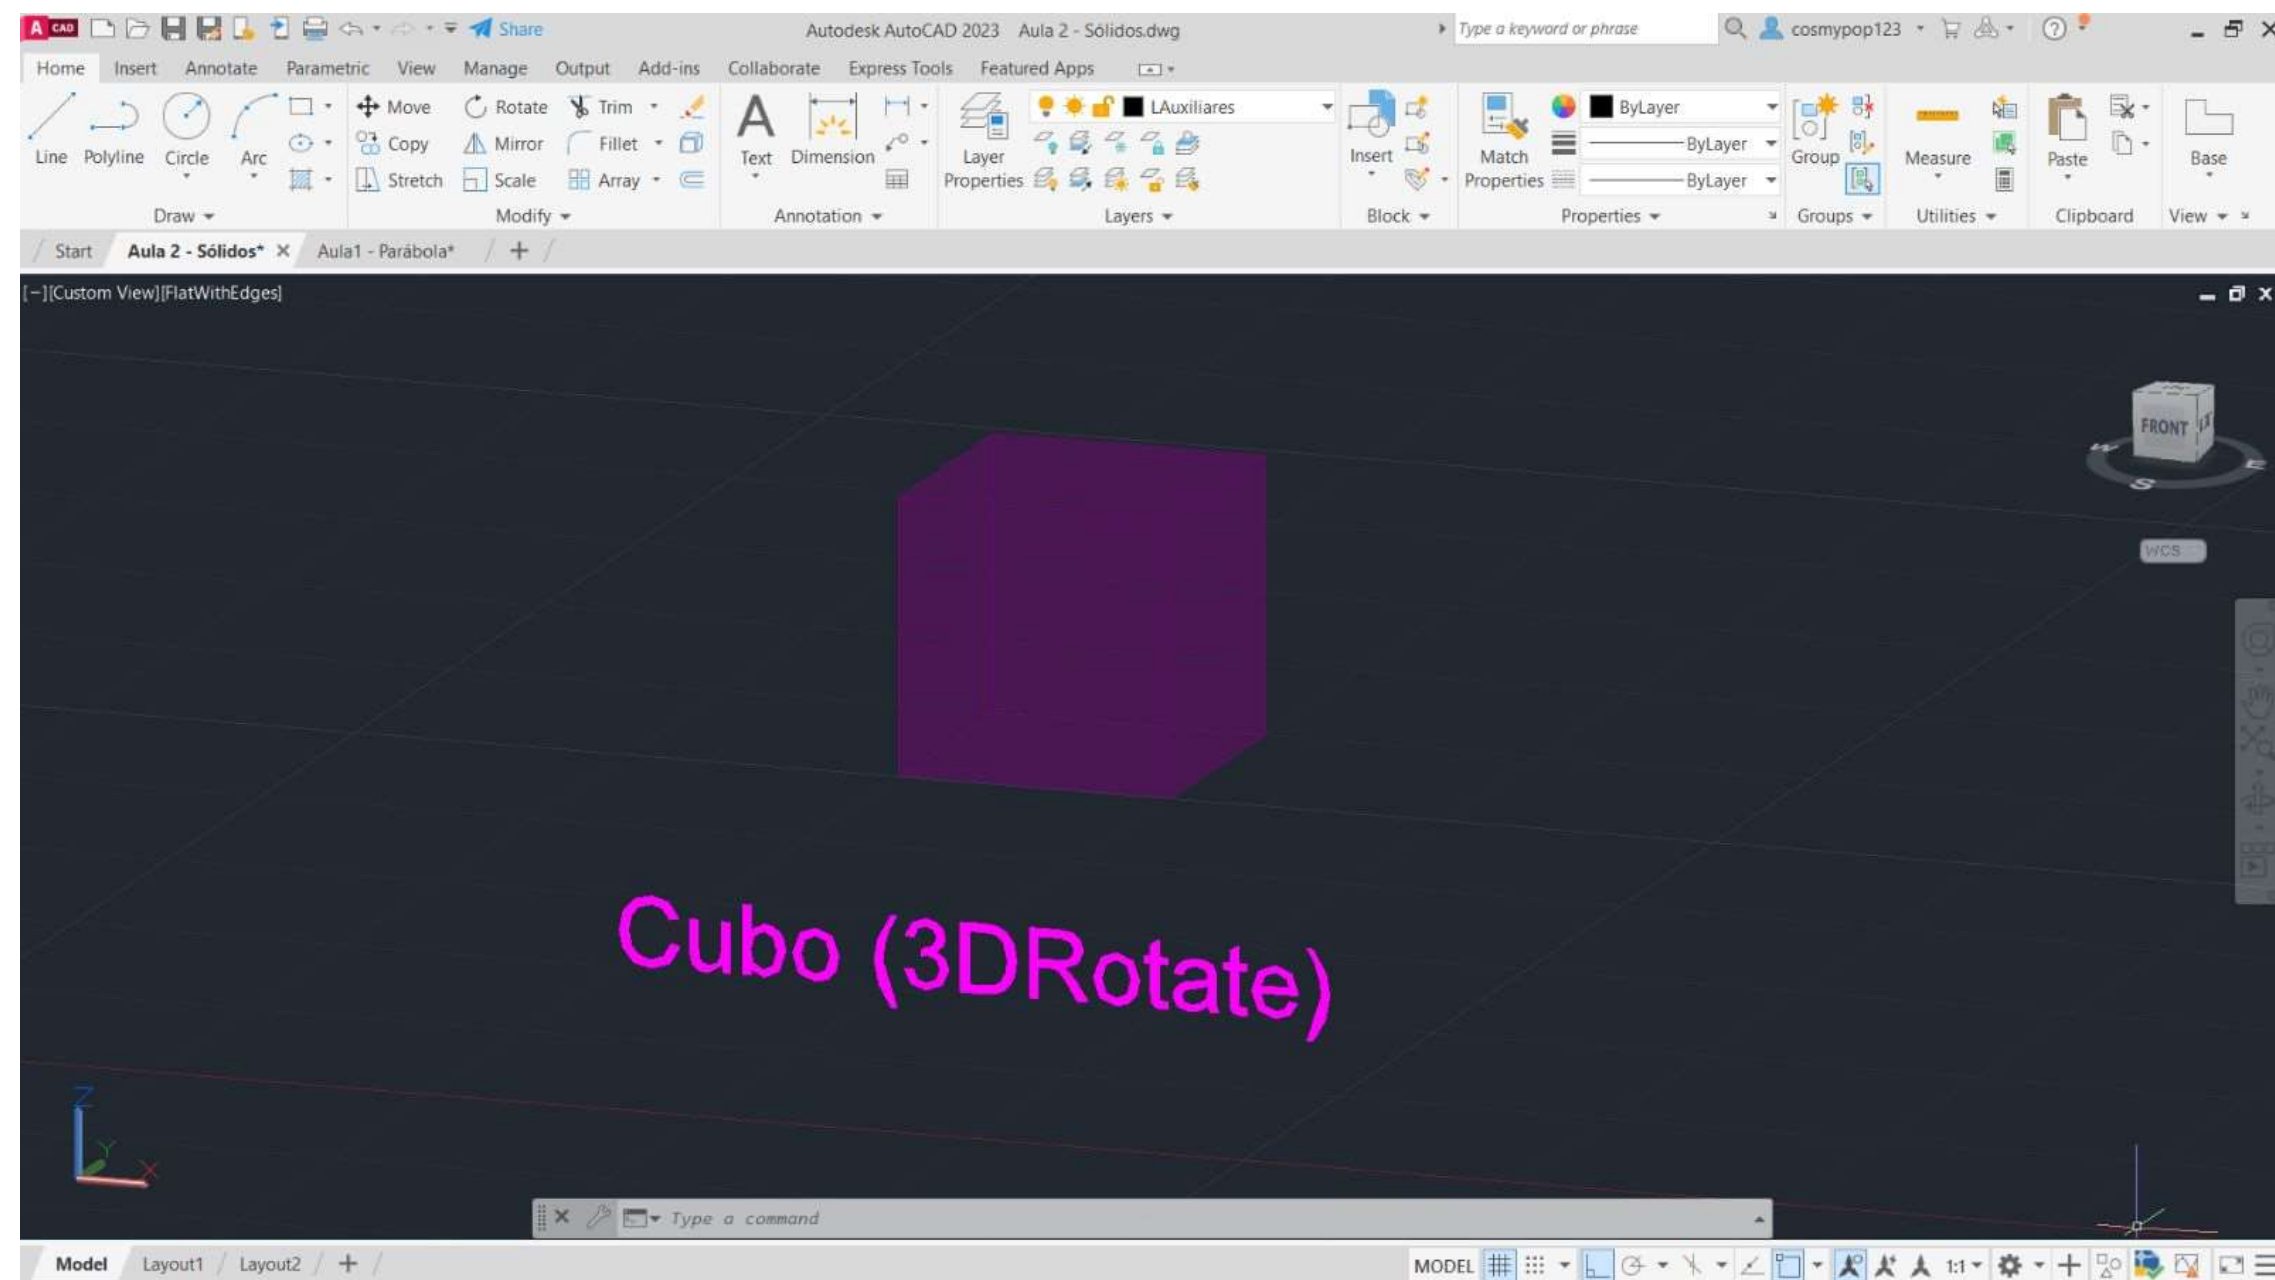 A CAD Share Autodesk AutoCAD 2023 Aula 2 - Sólidos.dwg Type a keyword or phrase cosmypop123
Home Insert Annotate Parametric View Manage Output Add-ins Collaborate Express Tools Featured Apps
Move Rotate Trim LAuxiliares ByLayer
Line Polyline Circle Arc Copy Mirror Fillet Text Dimension Layer Properties Insert Match Properties ByLayer Group Measure Paste Base
Stretch Scale Array ByLayer
Draw Modify Annotation Layers Block Properties Groups Utilities Clipboard View
Start Aula 2 - Sólidos* Aula1 - Parábola*
[−][Custom View][FlatWithEdges]
FRONT
W
S
E
WCS
Cubo (3DRotate)
Z
Y
X
Type a command
Model Layout1 Layout2 MODEL 1:1